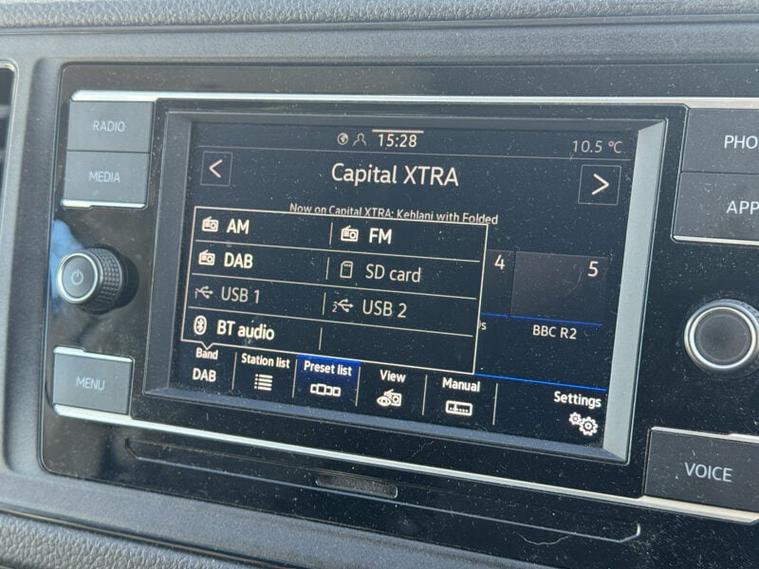 RADIO
MEDIA
MENU
15:28
10.5 °C
Capital XTRA
Now on Capital XTRA: Kehlani with Folded
AM FM
DAB SD card
1 USB 1 2 USB 2
BT audio
4 5
BBC R2
Band
DAB
Station list
Preset list
View
Manual
Settings
PHO
APP
VOICE